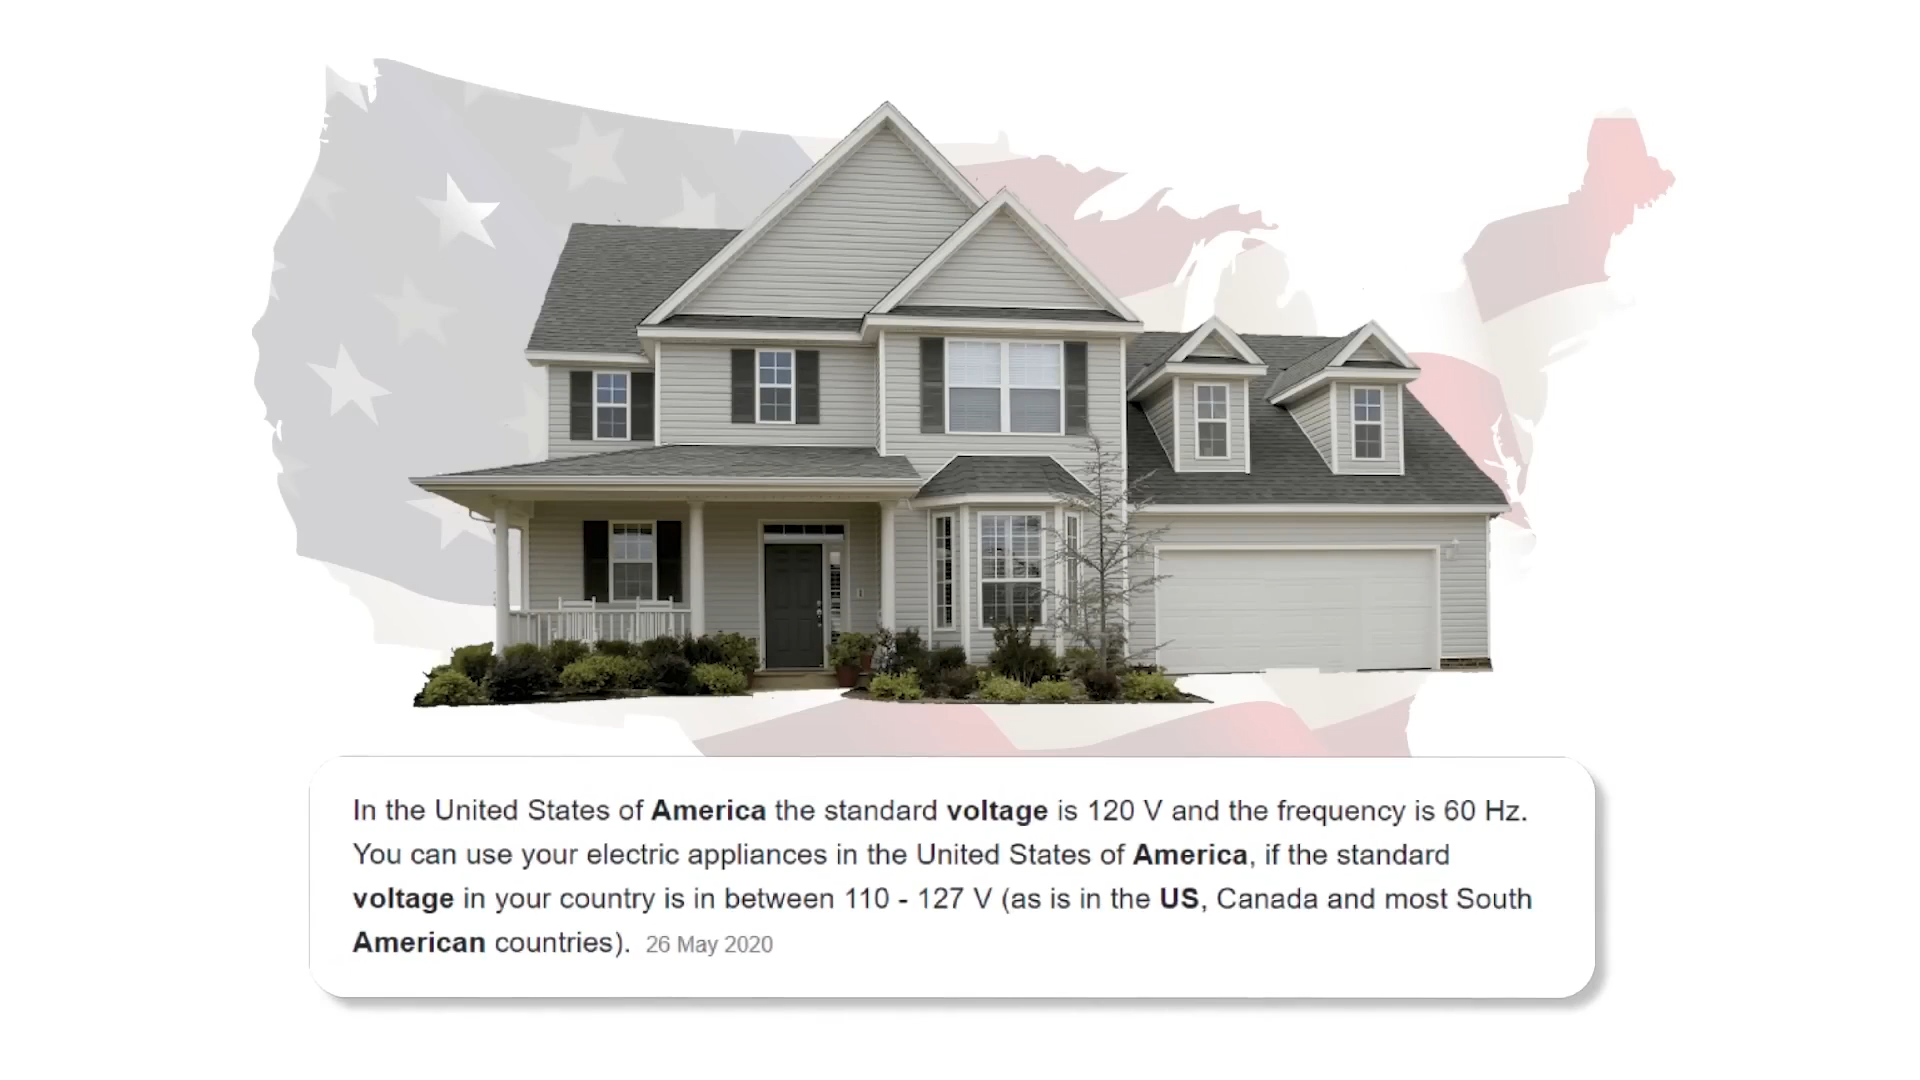 In the United States of America the standard voltage is 120 V and the frequency is 60 Hz.
You can use your electric appliances in the United States of America, if the standard
voltage in your country is in between 110 - 127 V (as is in the US, Canada and most South
American countries). 26 May 2020